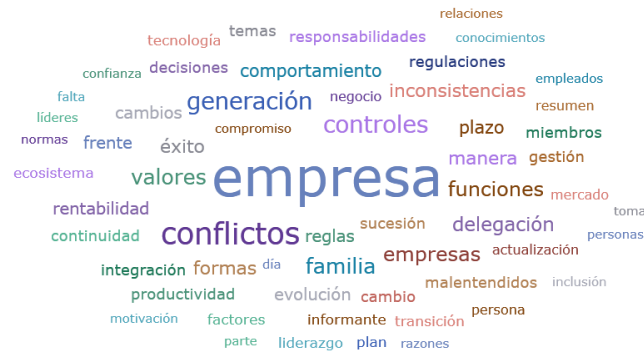 relaciones
tecnología temas responsabilidades conocimientos
confianza decisiones comportamiento regulaciones empleados
falta generación negocio inconsistencias resumen
líderes cambios compromiso controles plazo miembros
normas frente éxito manera gestión
ecosistema valores empresa funciones mercado
rentabilidad toma
continuidad conflictos reglas sucesión delegación personas
integración formas día familia empresas actualización
productividad evolución cambio malentendidos inclusión
motivación factores informante transición persona
parte liderazgo plan razones